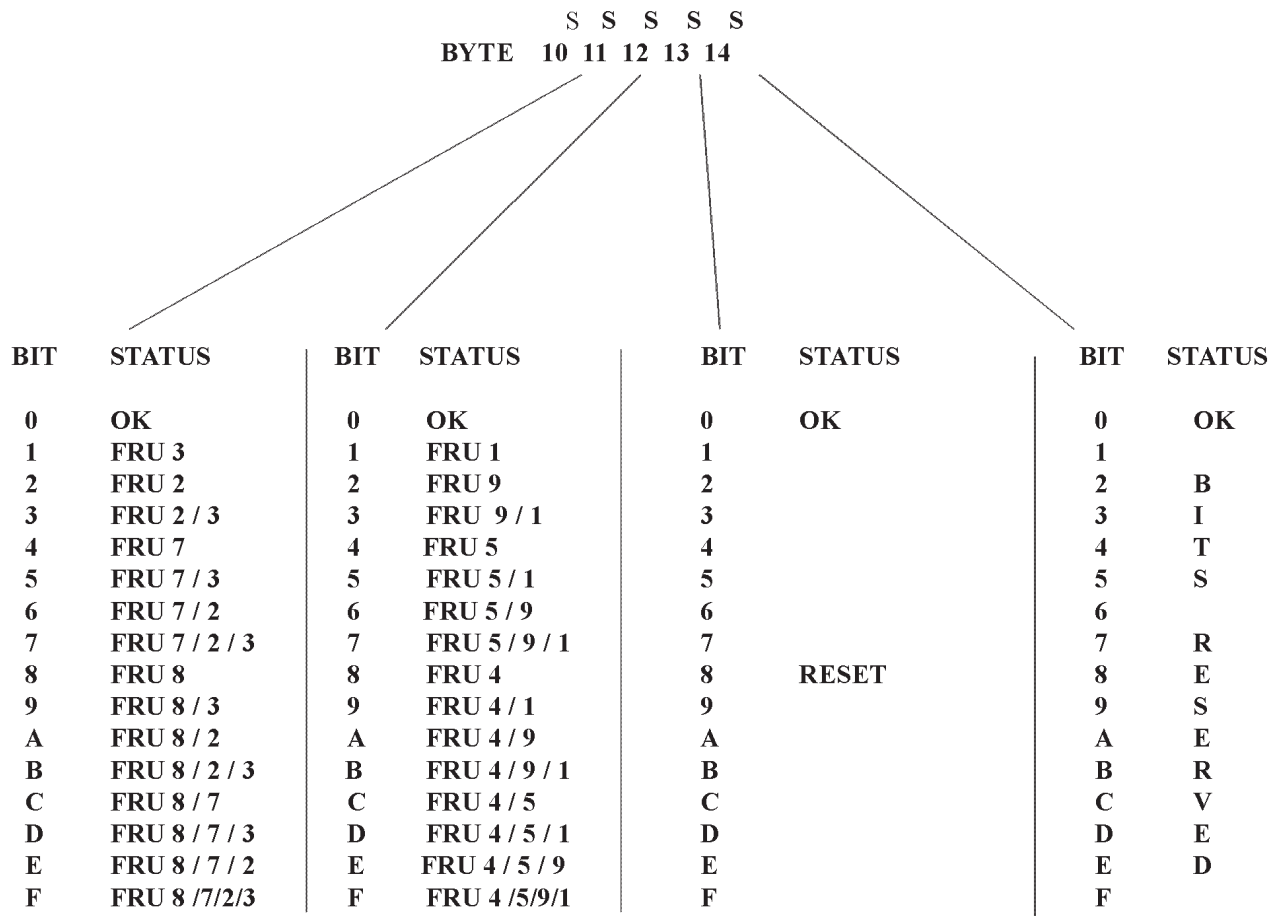 S S S S S
BYTE 10 11 12 13 14
BIT STATUS BIT STATUS BIT STATUS BIT STATUS
0 OK 0 OK 0 OK 0 OK
1 FRU 3 1 FRU 1 1 1
2 FRU 2 2 FRU 9 2 2 B
3 FRU 2 / 3 3 FRU 9 / 1 3 3 I
4 FRU 7 4 FRU 5 4 4 T
5 FRU 7 / 3 5 FRU 5 / 1 5 5 S
6 FRU 7 / 2 6 FRU 5 / 9 6 6
7 FRU 7 / 2 / 3 7 FRU 5 / 9 / 1 7 7 R
8 FRU 8 8 FRU 4 8 RESET 8 E
9 FRU 8 / 3 9 FRU 4 / 1 9 9 S
A FRU 8 / 2 A FRU 4 / 9 A A E
B FRU 8 / 2 / 3 B FRU 4 / 9 / 1 B B R
C FRU 8 / 7 C FRU 4 / 5 C C V
D FRU 8 / 7 / 3 D FRU 4 / 5 / 1 D D E
E FRU 8 / 7 / 2 E FRU 4 / 5 / 9 E E D
F FRU 8 /7/2/3 F FRU 4 /5/9/1 F F